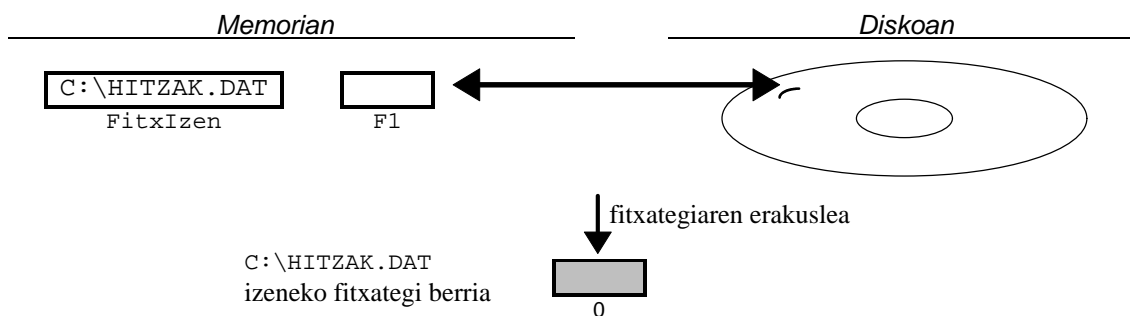 Memorian
Diskoan
C:\HITZAK.DAT
FitxIzen
F1
fitxategiaren erakuslea
C:\HITZAK.DAT
izeneko fitxategi berria
0